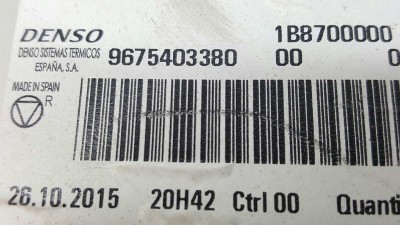 DENSO 1B8700000
DENSO SISTEMAS TERMICOS 9675403380 00 0
ESPAÑA, S.A.
MADE IN SPAIN
R
26.10.2015 20H42 Ctrl 00 Quanti